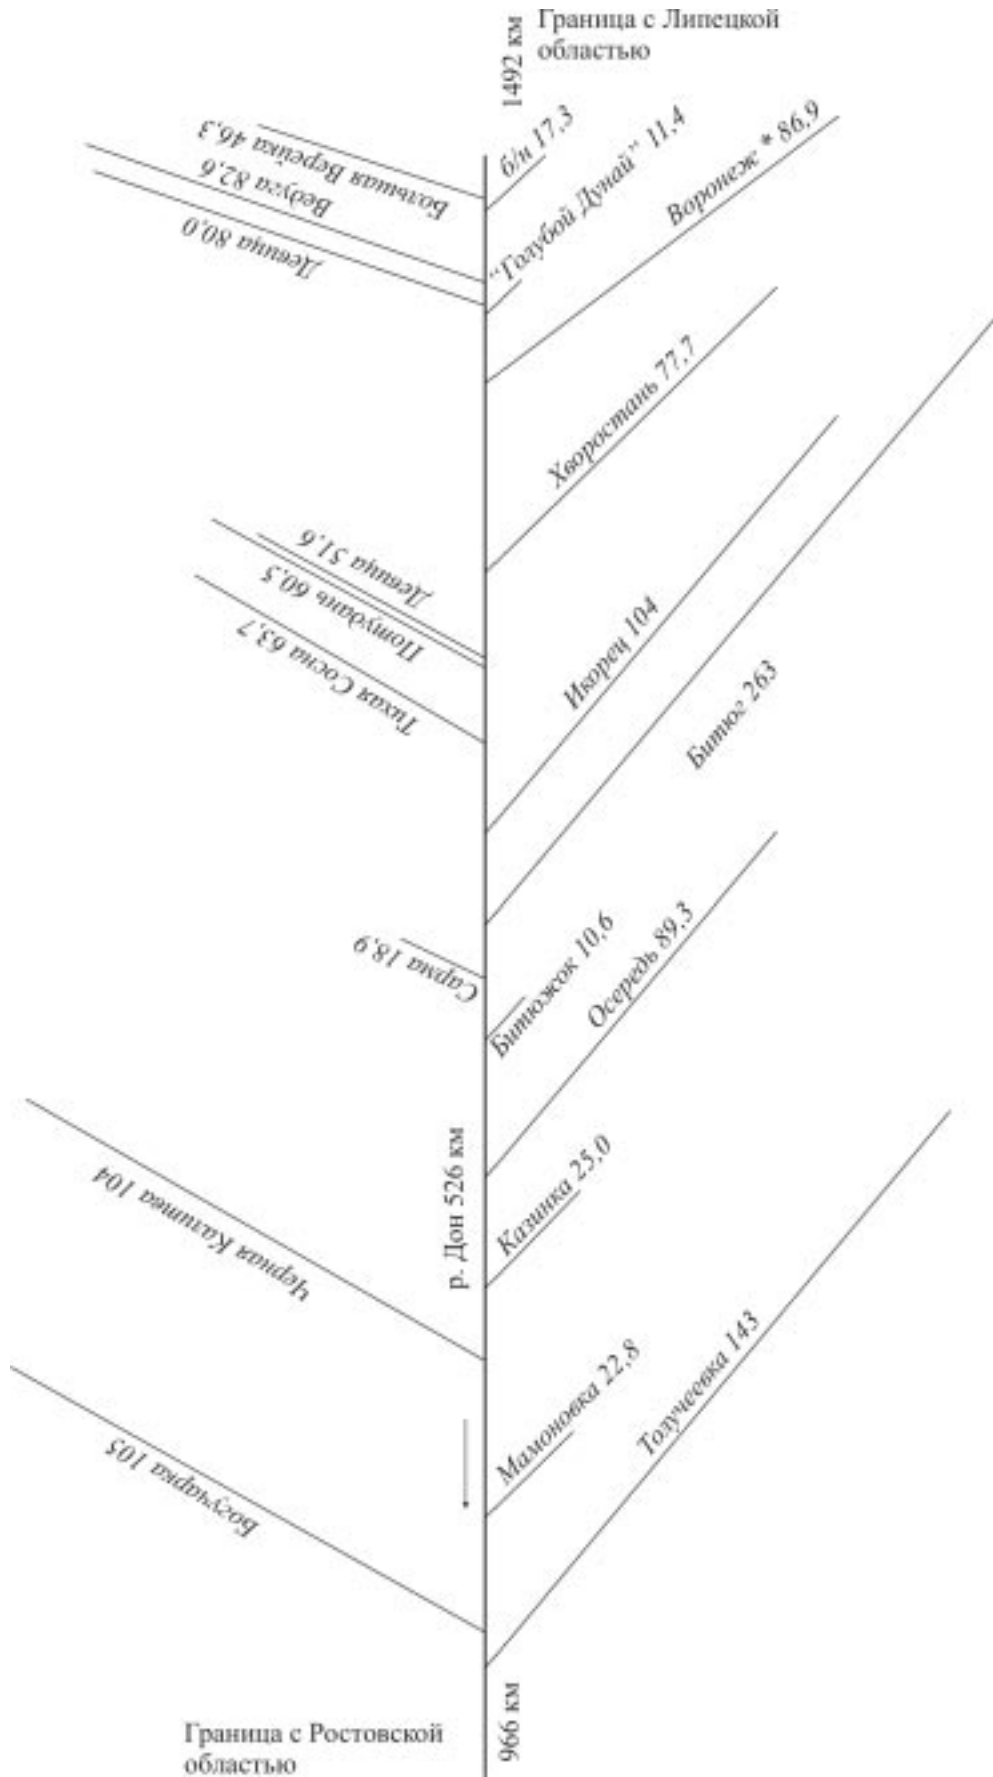 Граница с Липецкой
областью
1492 км
б/н 17,3
Большая Верейка 46,3
Ведуга 82,6
Девица 80,0
“Голубой Дунай” 11,4
Воронеж * 86,9
Хворостань 77,7
Девица 51,6
Потудань 60,5
Тихая Сосна 63,7
Икорец 104
Битюг 263
Сарма 18,9
Битюжок 10,6
Осередь 89,3
р. Дон 526 км
Казинка 25,0
Черная Калитва 104
Мамоновка 22,8
Толучеевка 143
Богучарка 105
966 км
Граница с Ростовской
областью